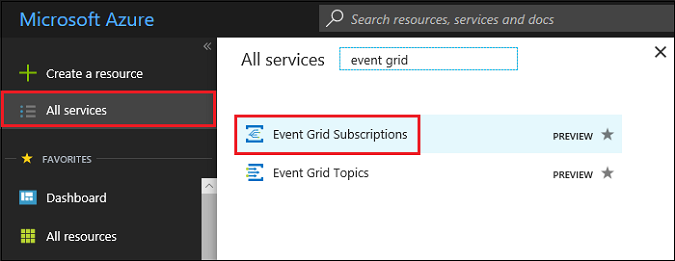 Microsoft Azure
Search resources, services and docs
Create a resource
All services
FAVORITES
Dashboard
All resources
All services
event grid
Event Grid Subscriptions
PREVIEW
Event Grid Topics
PREVIEW